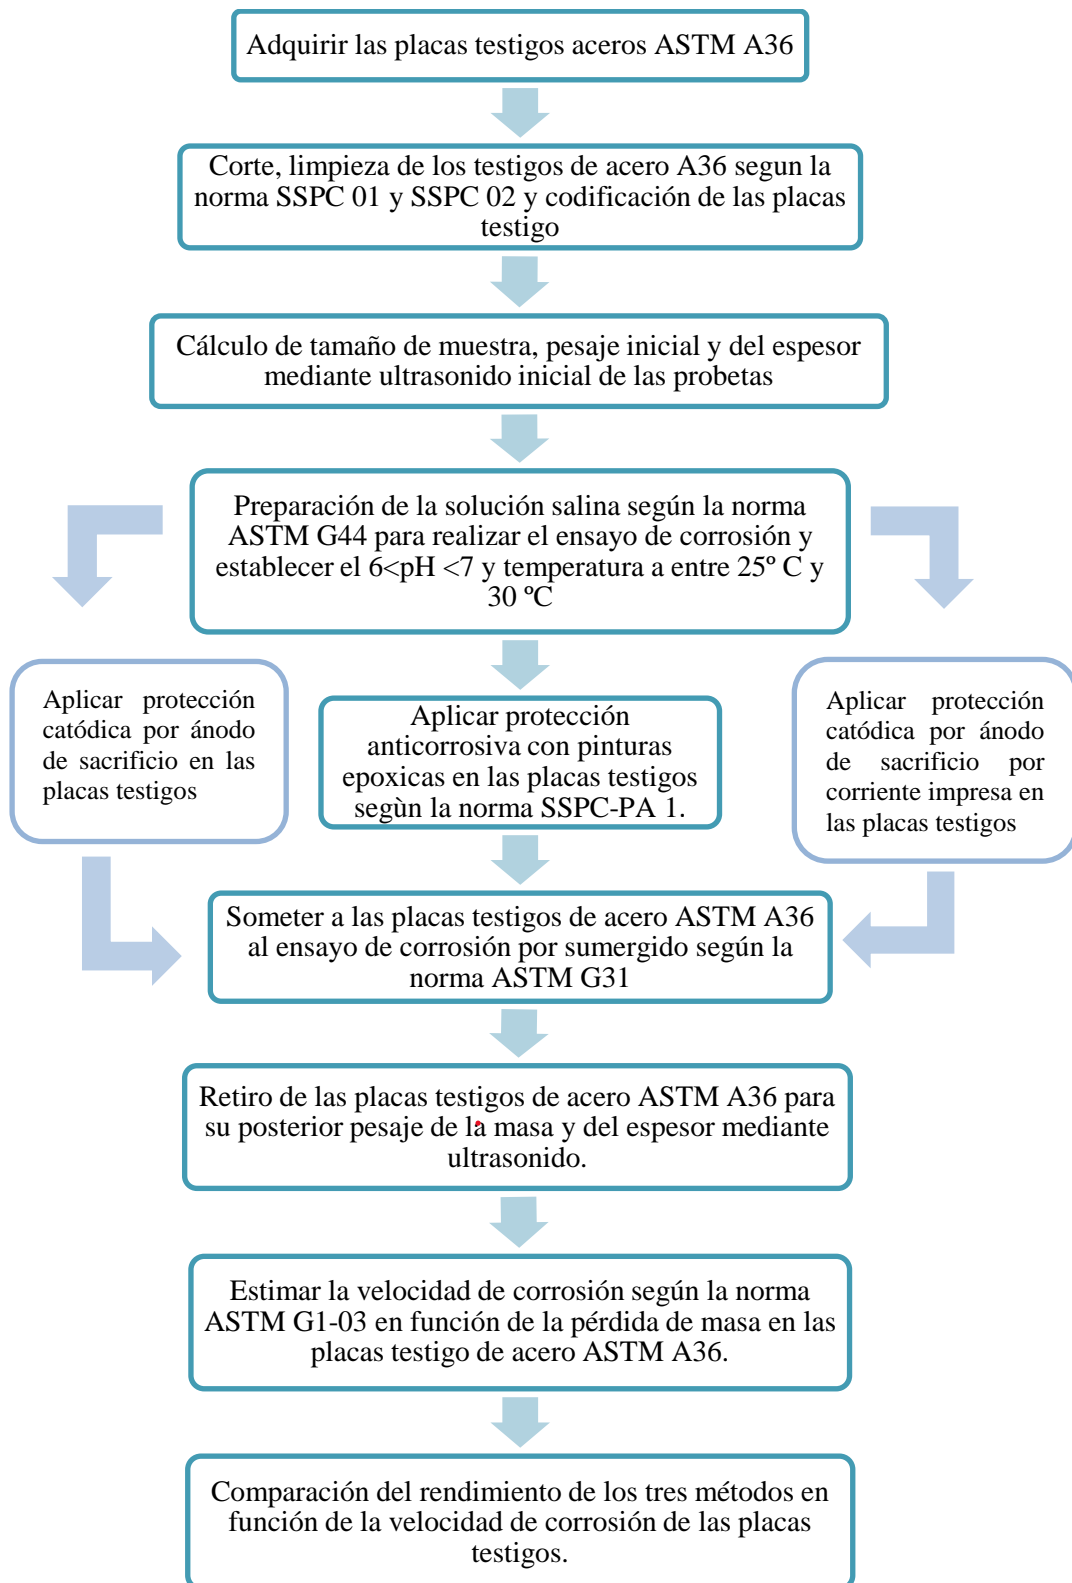 Adquirir las placas testigos aceros ASTM A36
Corte, limpieza de los testigos de acero A36 segun la
norma SSPC 01 y SSPC 02 y codificación de las placas
testigo
Cálculo de tamaño de muestra, pesaje inicial y del espesor
mediante ultrasonido inicial de las probetas
Preparación de la solución salina según la norma
ASTM G44 para realizar el ensayo de corrosión y
establecer el 6<pH <7 y temperatura a entre 25º C y
30 ºC
Aplicar protección
catódica por ánodo
de sacrificio en las
placas testigos
Aplicar protección
anticorrosiva con pinturas
epoxicas en las placas testigos
segùn la norma SSPC-PA 1.
Aplicar protección
catódica por ánodo
de sacrificio por
corriente impresa en
las placas testigos
Someter a las placas testigos de acero ASTM A36
al ensayo de corrosión por sumergido según la
norma ASTM G31
Retiro de las placas testigos de acero ASTM A36 para
su posterior pesaje de la masa y del espesor mediante
ultrasonido.
Estimar la velocidad de corrosión según la norma
ASTM G1-03 en función de la pérdida de masa en las
placas testigo de acero ASTM A36.
Comparación del rendimiento de los tres métodos en
función de la velocidad de corrosión de las placas
testigos.